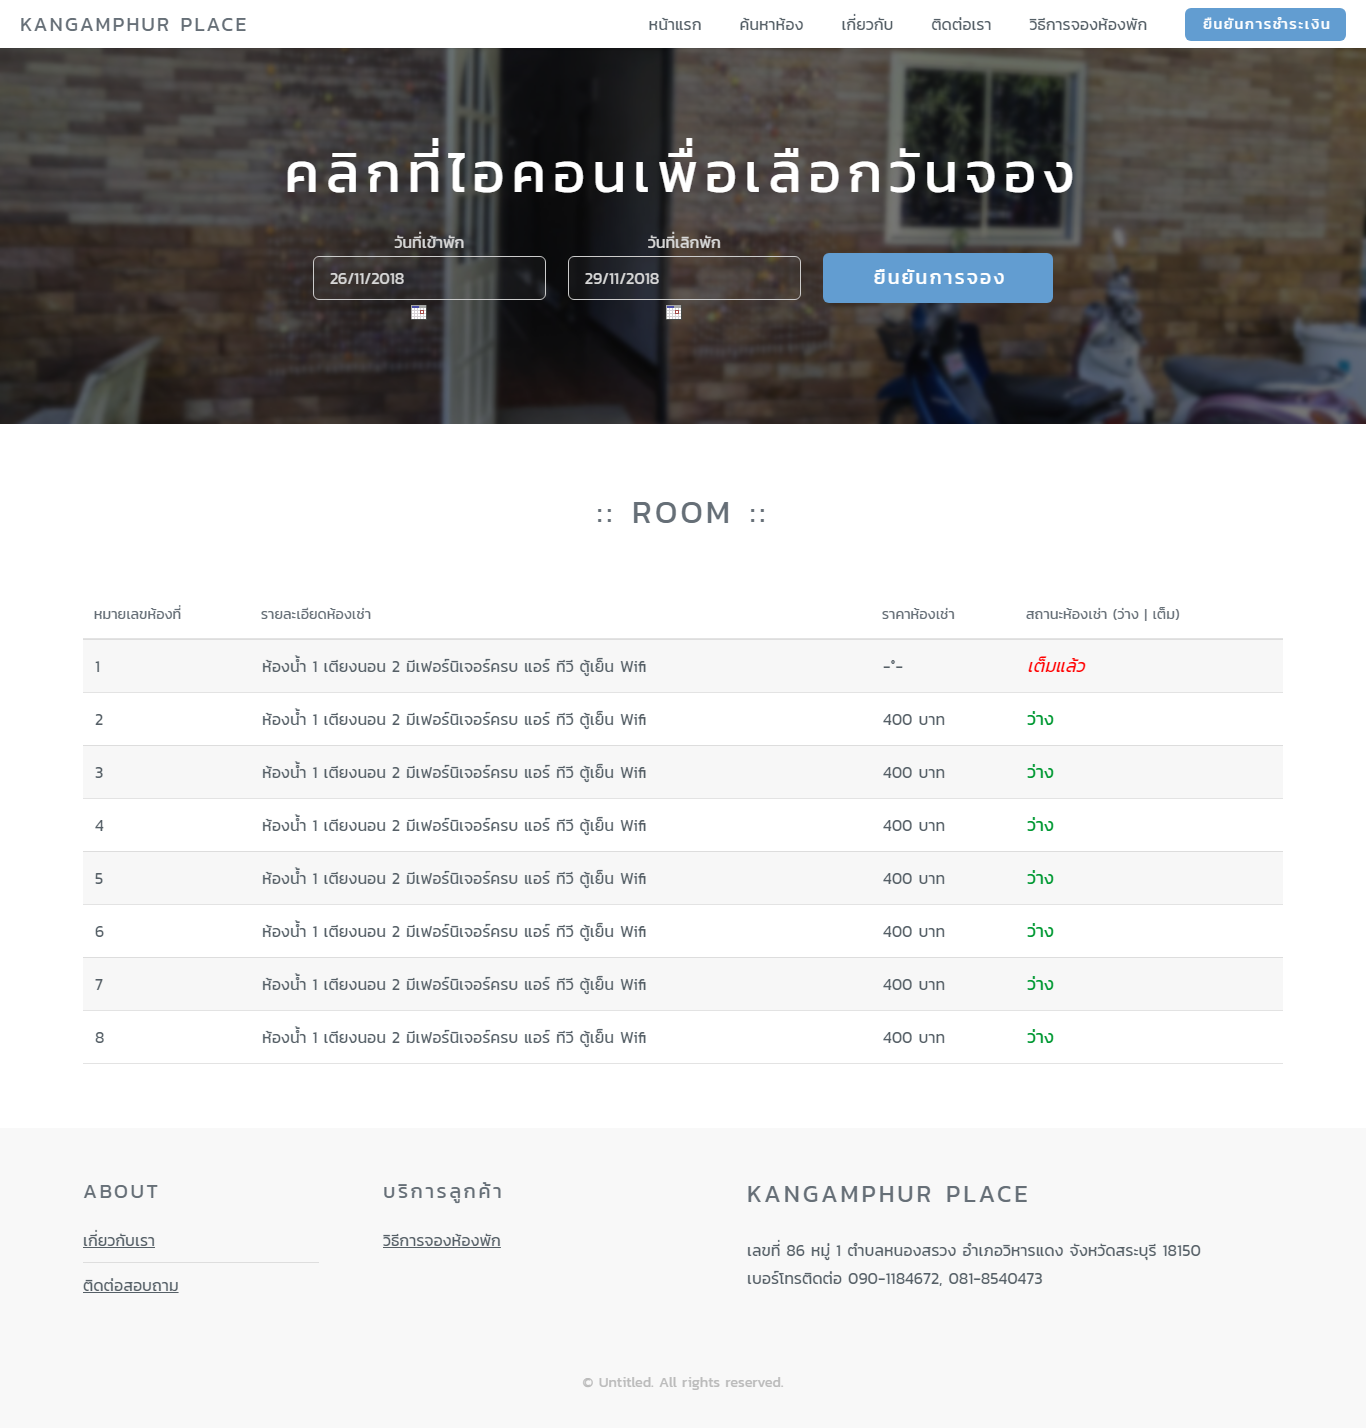 KANGAMPHUR PLACE
หน้าแรก ค้นหาห้อง เกี่ยวกับ ติดต่อเรา วิธีการจองห้องพัก ยืนยันการชำระเงิน
คลิกที่ไอคอนเพื่อเลือกวันจอง
วันที่เข้าพัก วันที่เลิกพัก
26/11/2018 29/11/2018 ยืนยันการจอง
:: ROOM ::
หมายเลขห้องที่ รายละเอียดห้องเช่า ราคาห้องเช่า สถานะห้องเช่า (ว่าง | เต็ม)
1 ห้องน้ำ 1 เตียงนอน 2 มีเฟอร์นิเจอร์ครบ แอร์ ทีวี ตู้เย็น Wifi -*- เต็มแล้ว
2 ห้องน้ำ 1 เตียงนอน 2 มีเฟอร์นิเจอร์ครบ แอร์ ทีวี ตู้เย็น Wifi 400 บาท ว่าง
3 ห้องน้ำ 1 เตียงนอน 2 มีเฟอร์นิเจอร์ครบ แอร์ ทีวี ตู้เย็น Wifi 400 บาท ว่าง
4 ห้องน้ำ 1 เตียงนอน 2 มีเฟอร์นิเจอร์ครบ แอร์ ทีวี ตู้เย็น Wifi 400 บาท ว่าง
5 ห้องน้ำ 1 เตียงนอน 2 มีเฟอร์นิเจอร์ครบ แอร์ ทีวี ตู้เย็น Wifi 400 บาท ว่าง
6 ห้องน้ำ 1 เตียงนอน 2 มีเฟอร์นิเจอร์ครบ แอร์ ทีวี ตู้เย็น Wifi 400 บาท ว่าง
7 ห้องน้ำ 1 เตียงนอน 2 มีเฟอร์นิเจอร์ครบ แอร์ ทีวี ตู้เย็น Wifi 400 บาท ว่าง
8 ห้องน้ำ 1 เตียงนอน 2 มีเฟอร์นิเจอร์ครบ แอร์ ทีวี ตู้เย็น Wifi 400 บาท ว่าง
ABOUT
เกี่ยวกับเรา
ติดต่อสอบถาม
บริการลูกค้า
วิธีการจองห้องพัก
KANGAMPHUR PLACE
เลขที่ 86 หมู่ 1 ตำบลหนองสรวง อำเภอวิหารแดง จังหวัดสระบุรี 18150
เบอร์โทรติดต่อ 090-1184672, 081-8540473
© Untitled. All rights reserved.